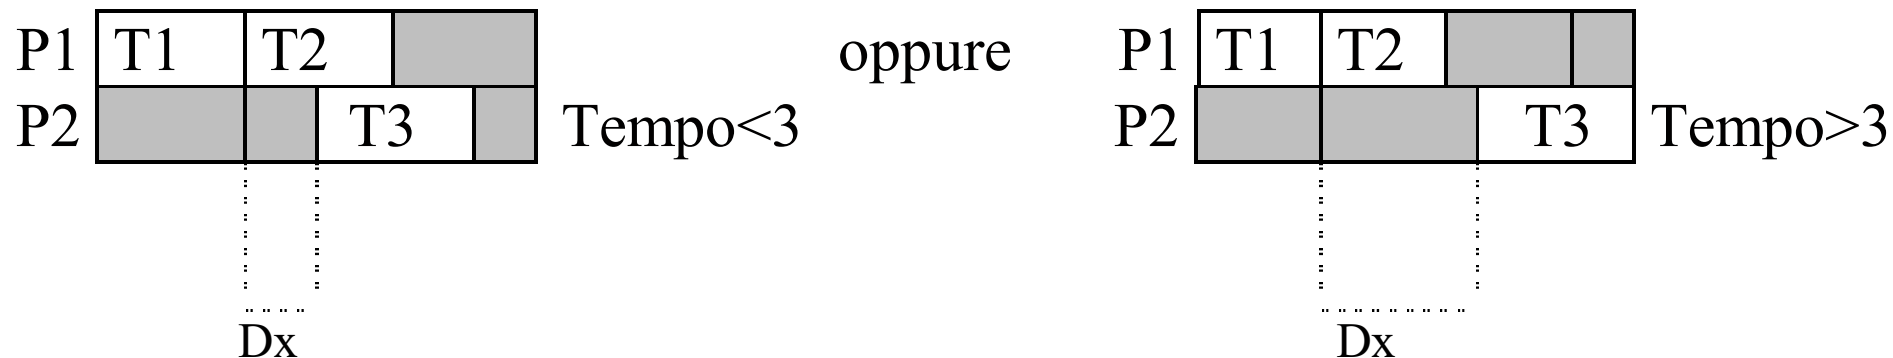 P1 T1 T2 oppure P1 T1 T2
P2 T3 Tempo<3 P2 T3 Tempo>3
Dx Dx